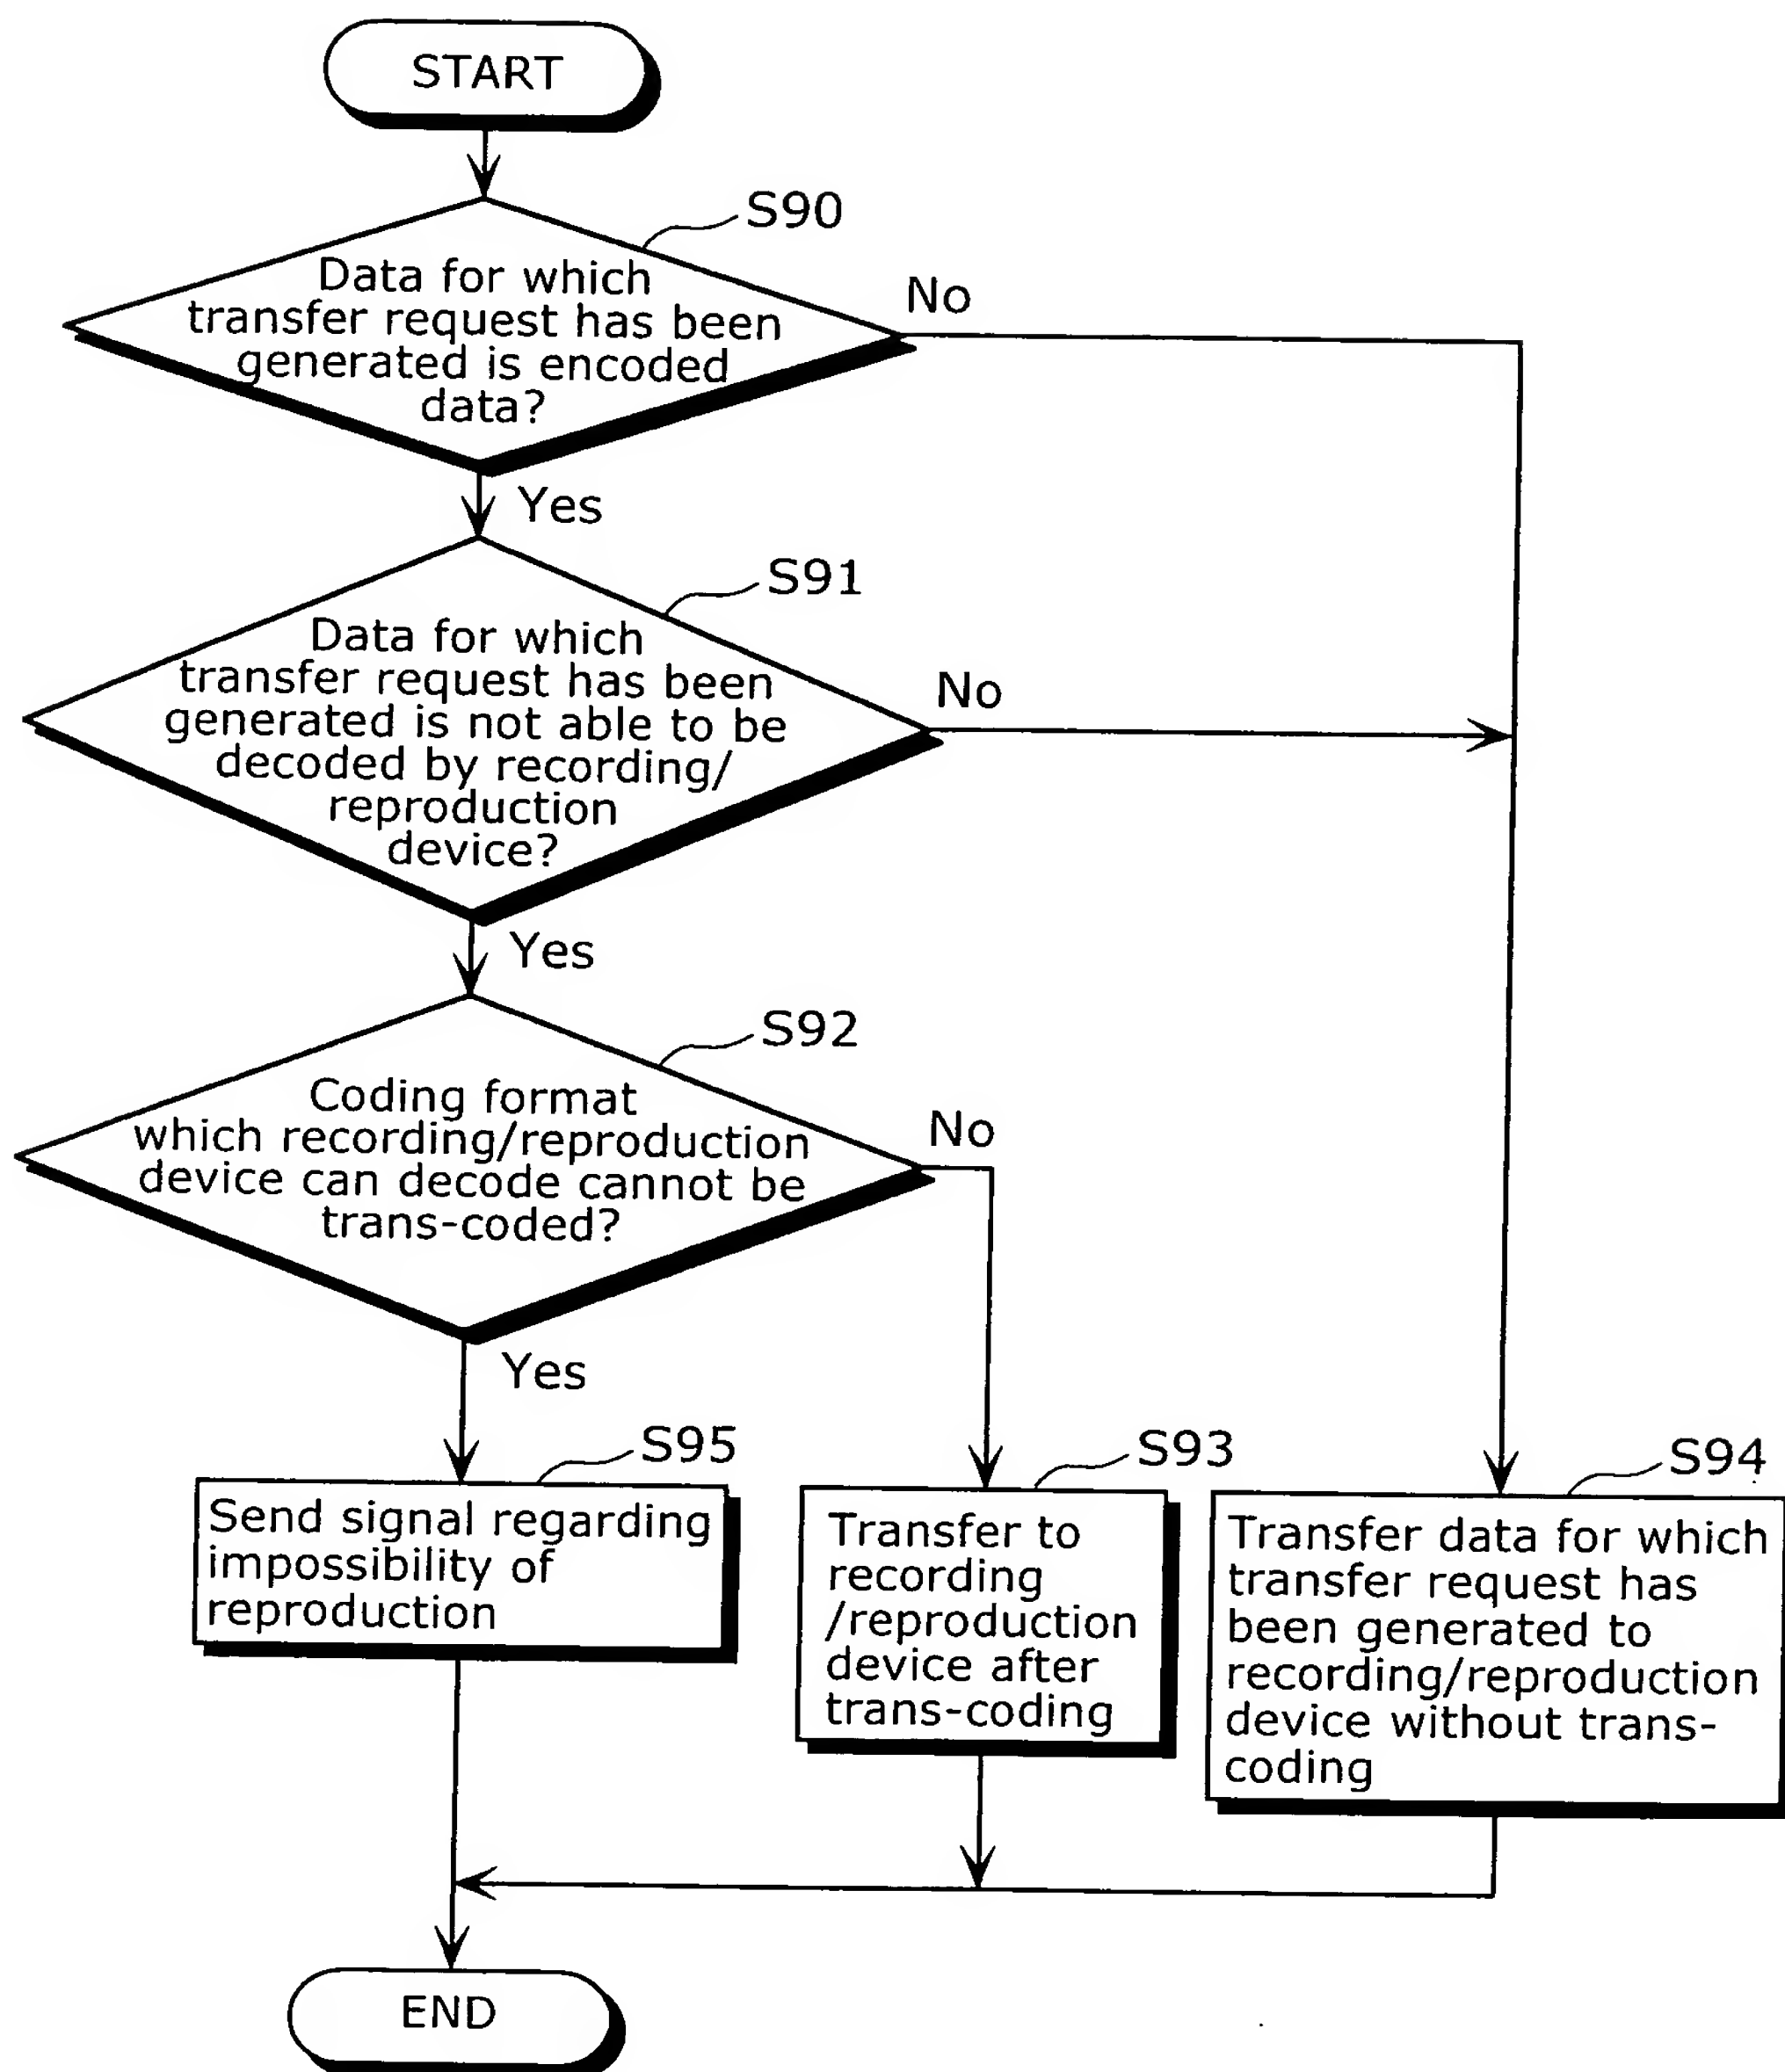 START
S90
Data for which
transfer request has been
generated is encoded
data?
No
Yes
S91
Data for which
transfer request has been
generated is not able to be
decoded by recording/
reproduction
device?
No
Yes
S92
Coding format
which recording/reproduction
device can decode cannot be
trans-coded?
No
Yes
S95
Send signal regarding
impossibility of
reproduction
S93
Transfer to
recording
/reproduction
device after
trans-coding
S94
Transfer data for which
transfer request has
been generated to
recording/reproduction
device without trans-
coding
END